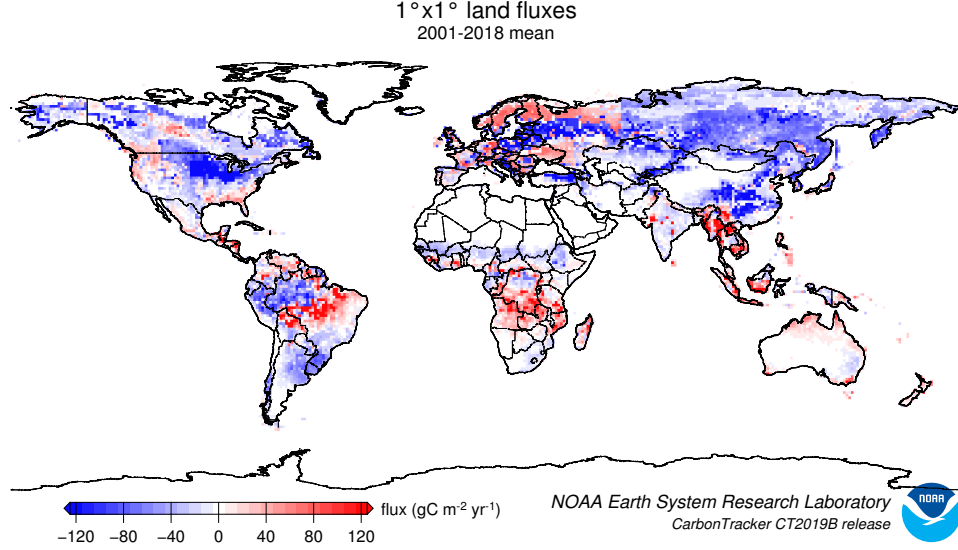 1°x1° land fluxes
2001-2018 mean
−120 −80 −40 0 40 80 120
flux (gC m⁻² yr⁻¹)
NOAA Earth System Research Laboratory
CarbonTracker CT2019B release
NOAA